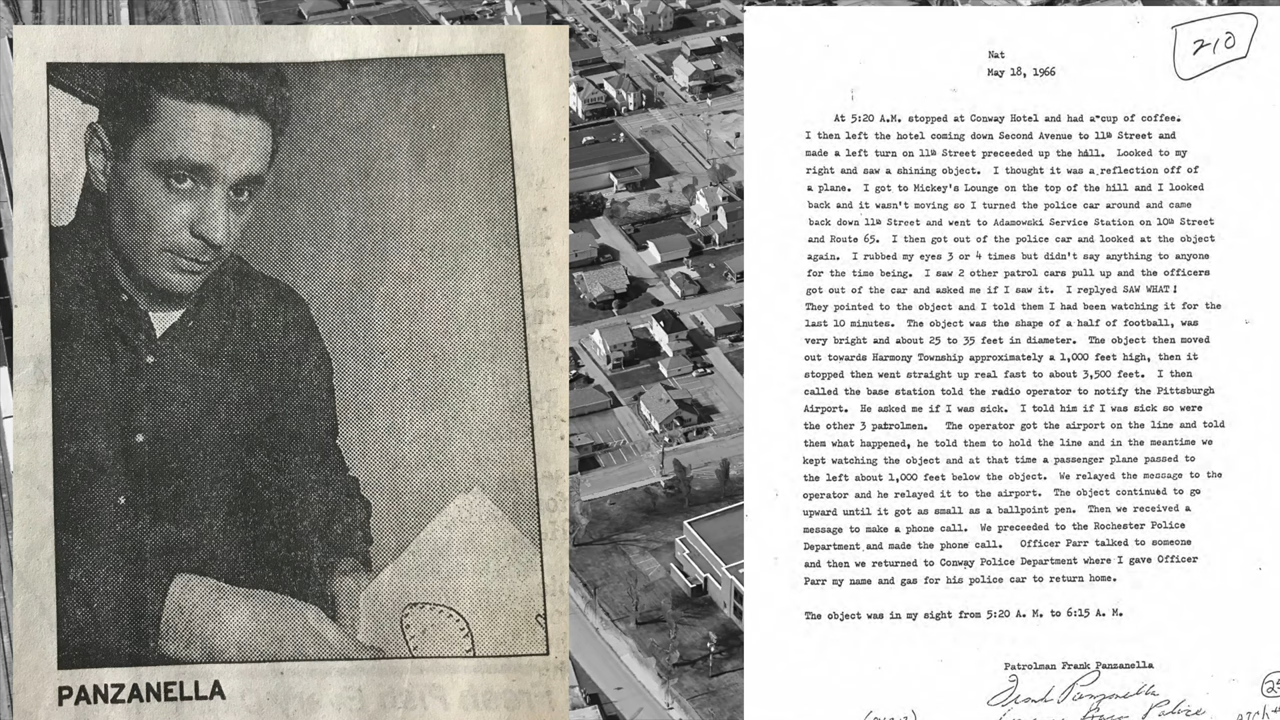 PANZANELLA
210
Nat
May 18, 1966
At 5:20 A.M. stopped at Conway Hotel and had a cup of coffee.
I then left the hotel coming down Second Avenue to 11th Street and
made a left turn on 11th Street preceeded up the hill. Looked to my
right and saw a shining object. I thought it was a reflection off of
a plane. I got to Mickey's Lounge on the top of the hill and I looked
back and it wasn't moving so I turned the police car around and came
back down 11th Street and went to Adamowski Service Station on 10th Street
and Route 65. I then got out of the police car and looked at the object
again. I rubbed my eyes 3 or 4 times but didn't say anything to anyone
for the time being. I saw 2 other patrol cars pull up and the officers
got out of the car and asked me if I saw it. I replyed SAW WHAT!
They pointed to the object and I told them I had been watching it for the
last 10 minutes. The object was the shape of a half of football, was
very bright and about 25 to 35 feet in diameter. The object then moved
out towards Harmony Township approximately a 1,000 feet high, then it
stopped then went straight up real fast to about 3,500 feet. I then
called the base station told the radio operator to notify the Pittsburgh
Airport. He asked me if I was sick. I told him if I was sick so were
the other 3 patrolmen. The operator got the airport on the line and told
them what happened, he told them to hold the line and in the meantime we
kept watching the object and at that time a passenger plane passed to
the left about 1,000 feet below the object. We relayed the message to the
operator and he relayed it to the airport. The object continued to go
upward until it got as small as a ballpoint pen. Then we received a
message to make a phone call. We preceeded to the Rochester Police
Department and made the phone call. Officer Parr talked to someone
and then we returned to Conway Police Department where I gave Officer
Parr my name and gas for his police car to return home.
The object was in my sight from 5:20 A. M. to 6:15 A. M.
Patrolman Frank Panzanella
Frank Panzanella
Police